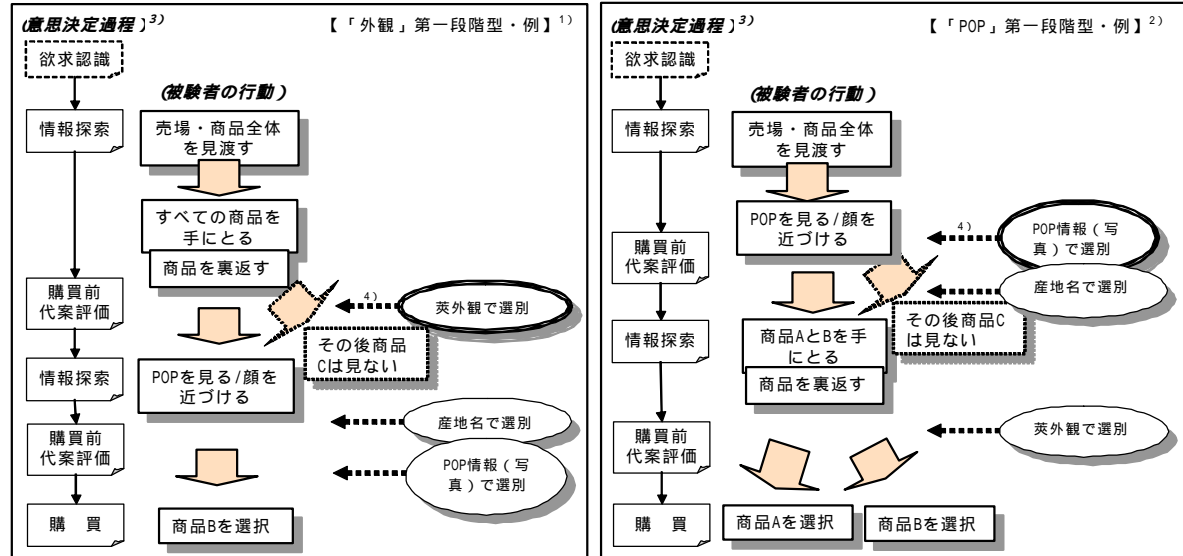 (意思決定過程)3)
【「外観」第一段階型・例】1)
欲求認識
(被験者の行動)
情報探索
売場・商品全体
を見渡す
すべての商品を
手にとる
商品を裏返す
購買前
代案評価
4)
莢外観で選別
その後商品
Cは見ない
情報探索
POPを見る/顔を
近づける
産地名で選別
購買前
代案評価
POP情報(写
真)で選別
購 買
商品Bを選択
(意思決定過程)3)
【「POP」第一段階型・例】2)
欲求認識
(被験者の行動)
情報探索
売場・商品全体
を見渡す
POPを見る/顔を
近づける
4)
POP情報(写
真)で選別
購買前
代案評価
産地名で選別
その後商品C
は見ない
情報探索
商品AとBを手
にとる
商品を裏返す
購買前
代案評価
莢外観で選別
購 買
商品Aを選択
商品Bを選択